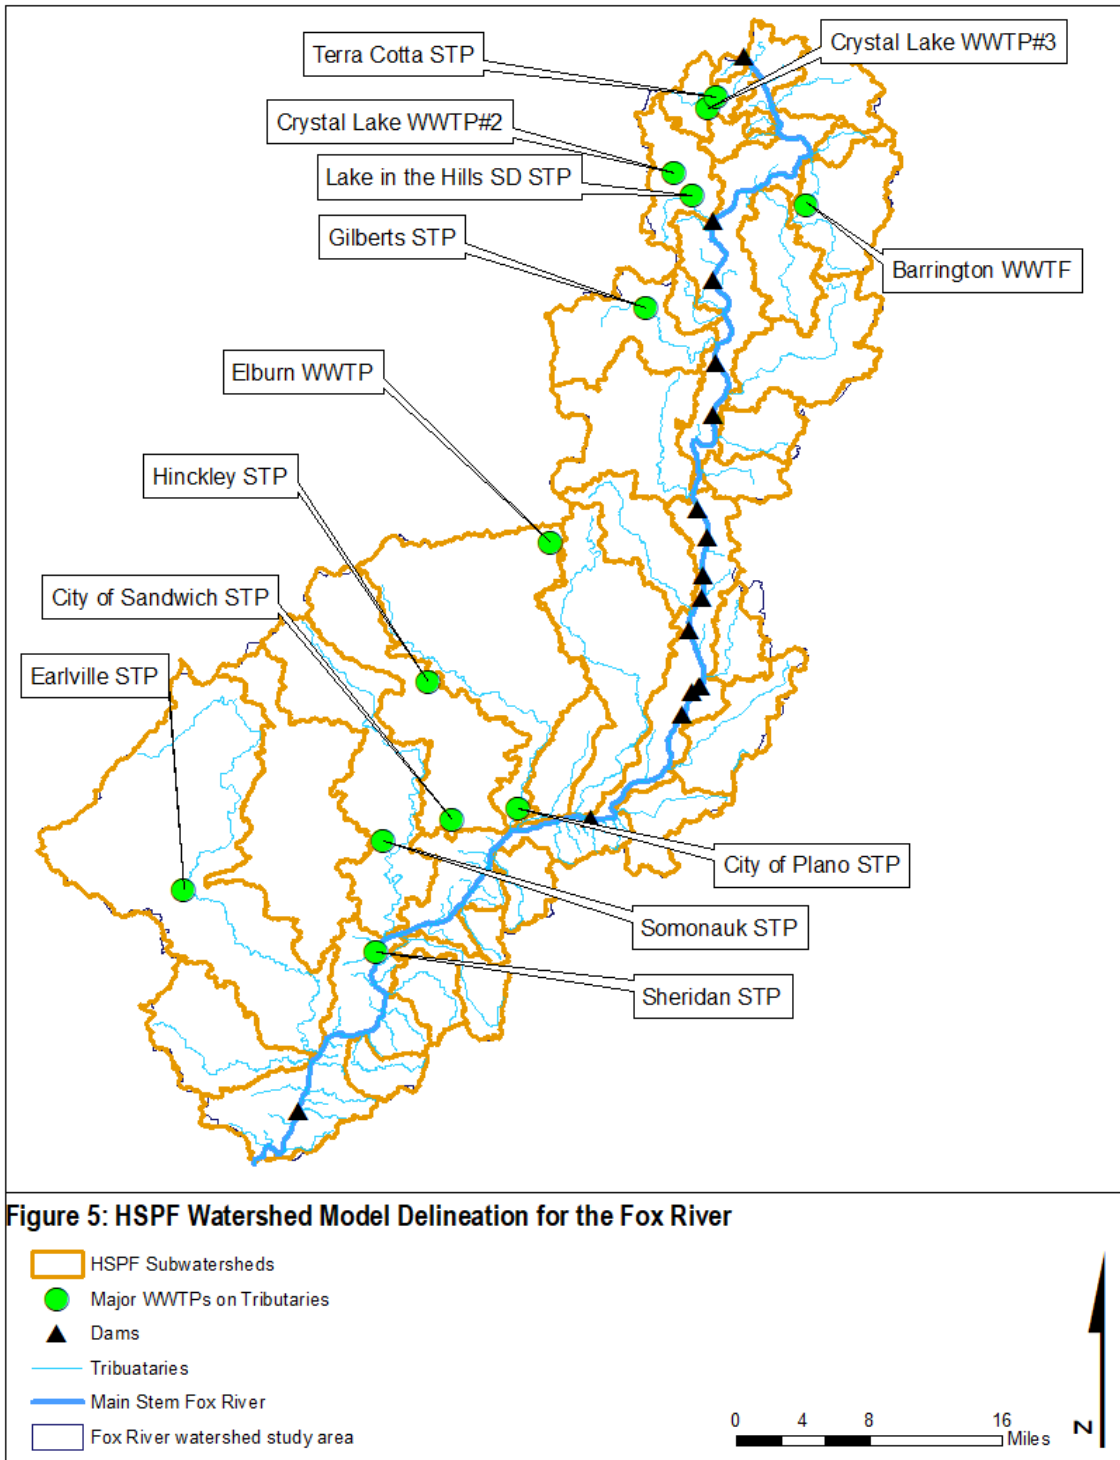 Terra Cotta STP
Crystal Lake WWTP#3
Crystal Lake WWTP#2
Lake in the Hills SD STP
Gilberts STP
Barrington WWTF
Elburn WWTP
Hinckley STP
City of Sandwich STP
Earlville STP
City of Plano STP
Somonauk STP
Sheridan STP
Figure 5: HSPF Watershed Model Delineation for the Fox River
HSPF Subwatersheds
Major WWTPs on Tributaries
Dams
Tribuataries
Main Stem Fox River
Fox River watershed study area
0 4 8 16
Miles
N